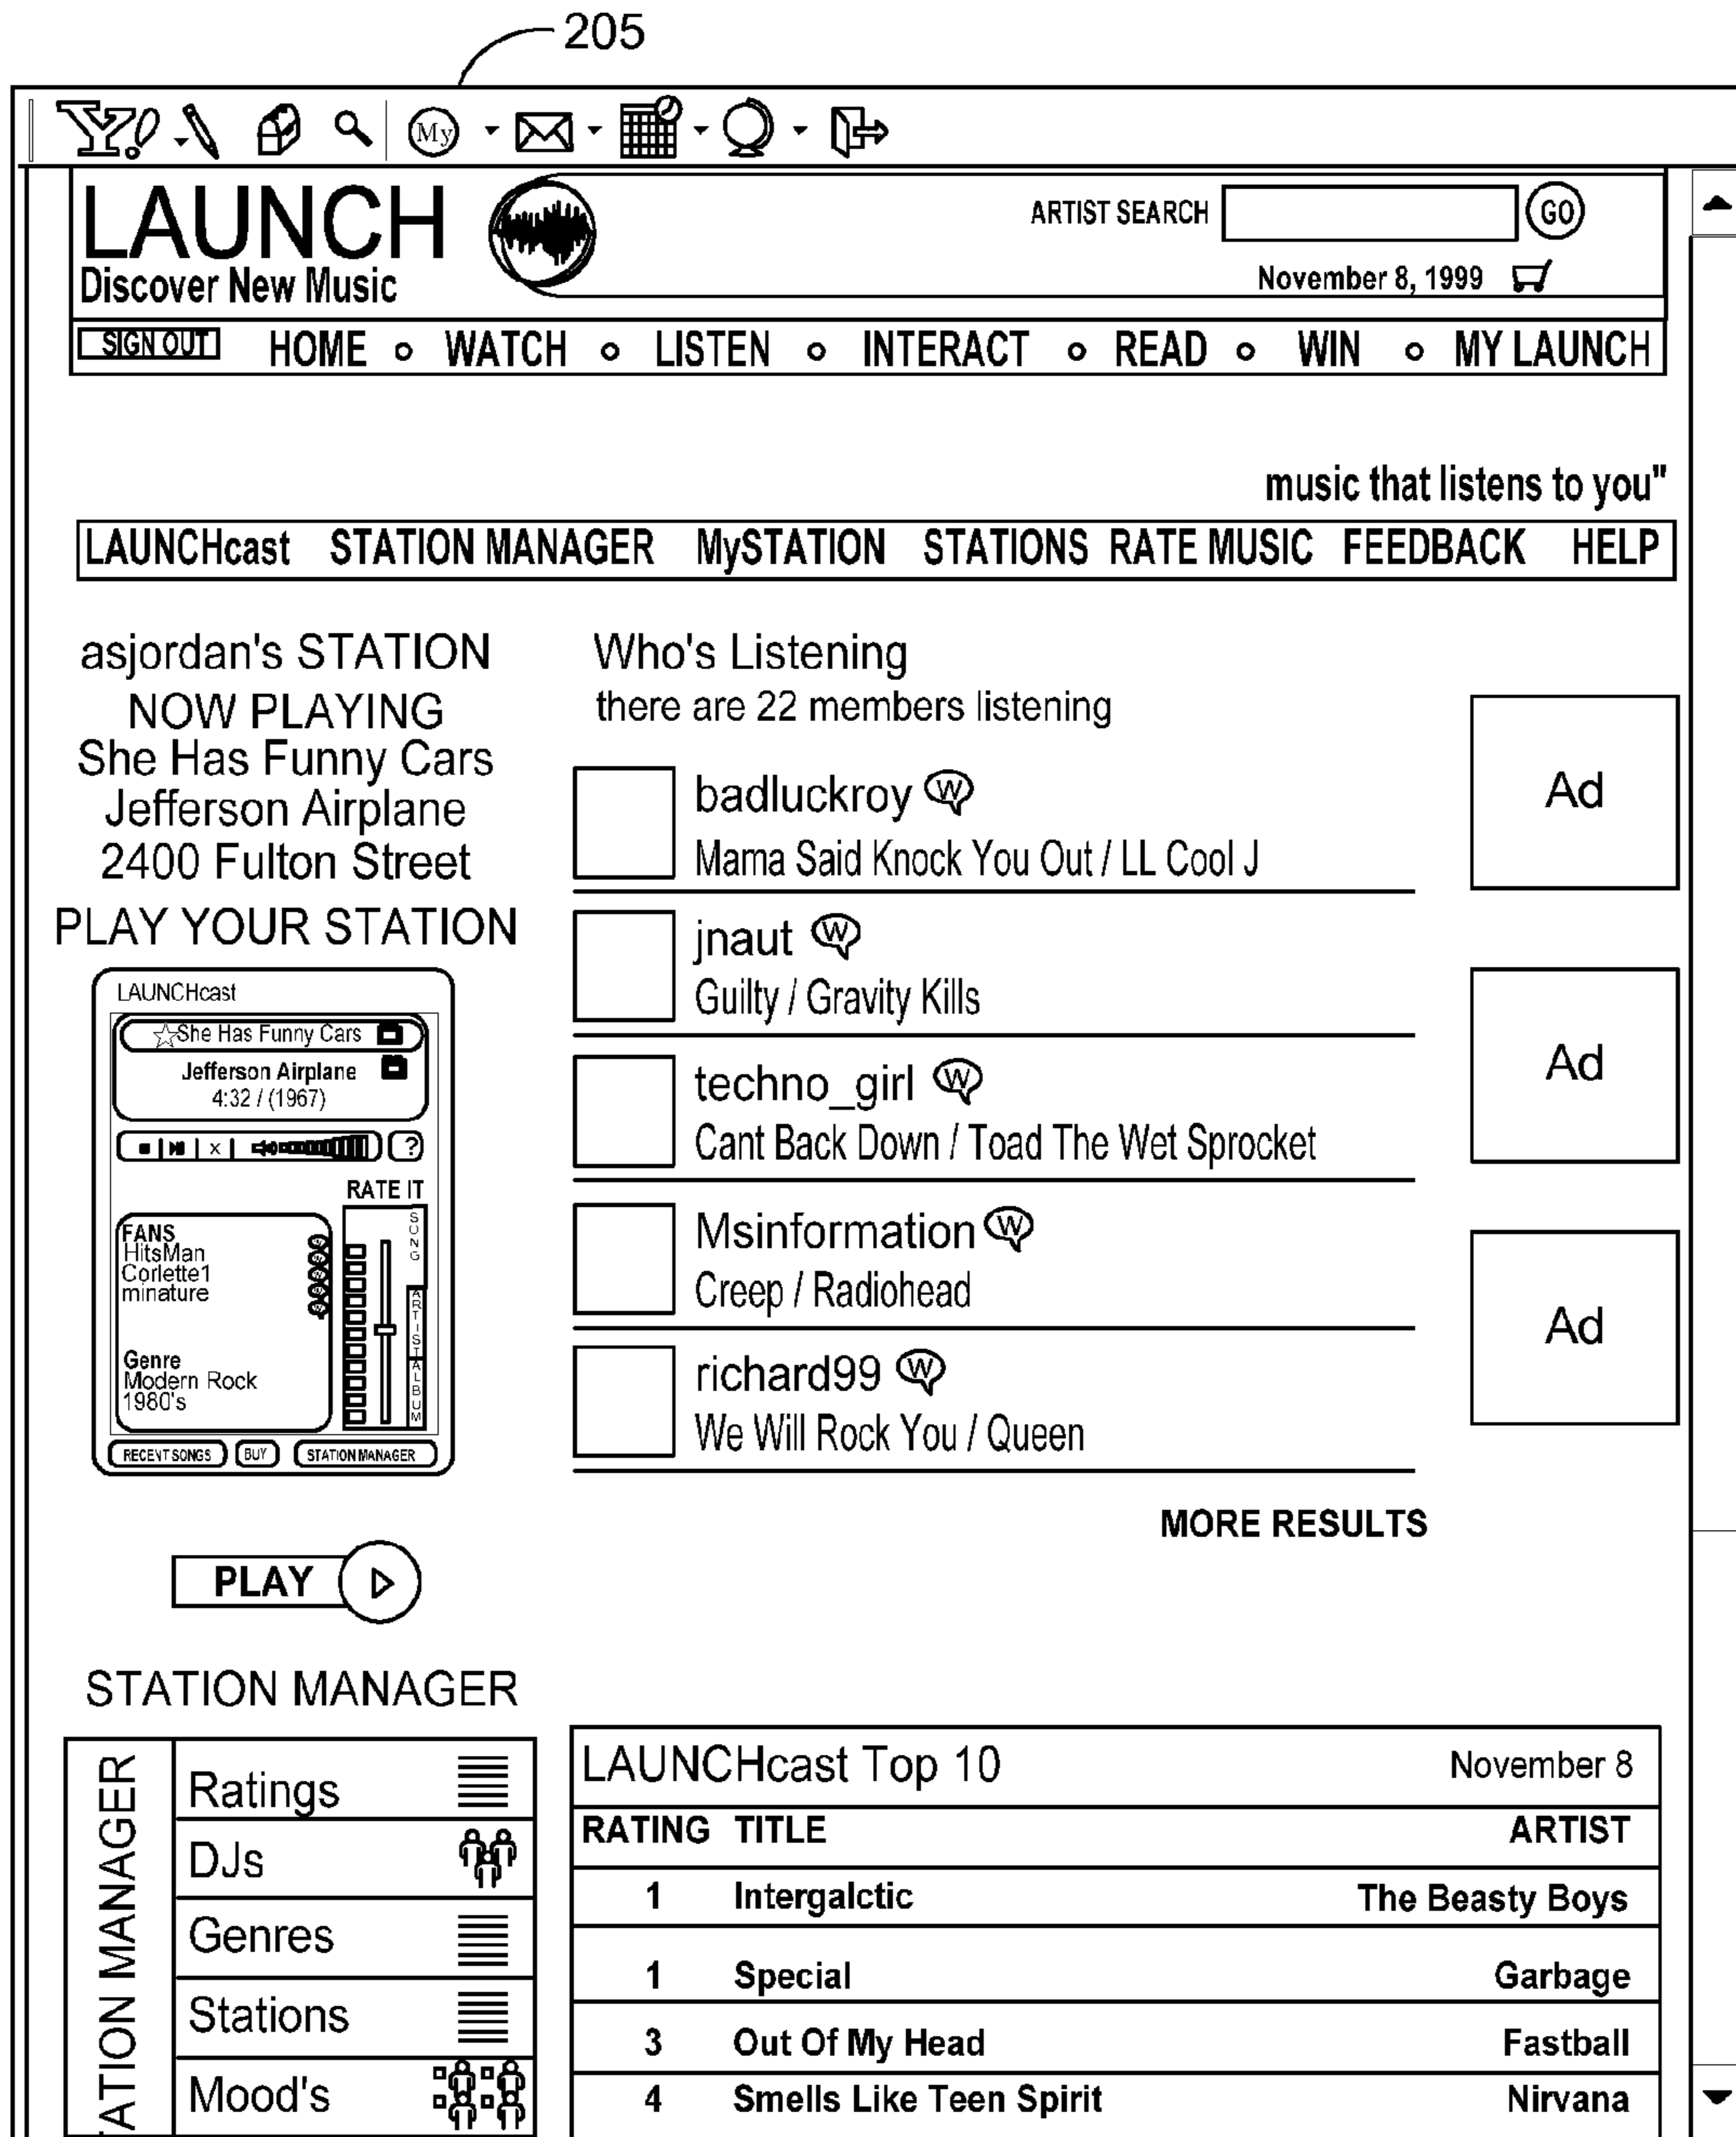 205
Y!
My
LAUNCH
Discover New Music
ARTIST SEARCH
GO
November 8, 1999
SIGN OUT HOME WATCH LISTEN INTERACT READ WIN MY LAUNCH
music that listens to you"
LAUNCHcast STATION MANAGER MySTATION STATIONS RATE MUSIC FEEDBACK HELP
asjordan's STATION
NOW PLAYING
She Has Funny Cars
Jefferson Airplane
2400 Fulton Street
PLAY YOUR STATION
LAUNCHcast
She Has Funny Cars
Jefferson Airplane
4:32 / (1967)
x ?
RATE IT
SONG
ARTIST
ALBUM
FANS
HitsMan
Corlette1
minature
Genre
Modern Rock
1980's
RECENT SONGS BUY STATION MANAGER
PLAY
Who's Listening
there are 22 members listening
badluckroy W
Mama Said Knock You Out / LL Cool J
jnaut W
Guilty / Gravity Kills
techno_girl W
Cant Back Down / Toad The Wet Sprocket
Msinformation W
Creep / Radiohead
richard99 W
We Will Rock You / Queen
MORE RESULTS
Ad
Ad
Ad
STATION MANAGER
ATION MANAGER
Ratings
DJs
Genres
Stations
Mood's
LAUNCHcast Top 10 November 8
RATING TITLE ARTIST
1 Intergalctic The Beasty Boys
1 Special Garbage
3 Out Of My Head Fastball
4 Smells Like Teen Spirit Nirvana